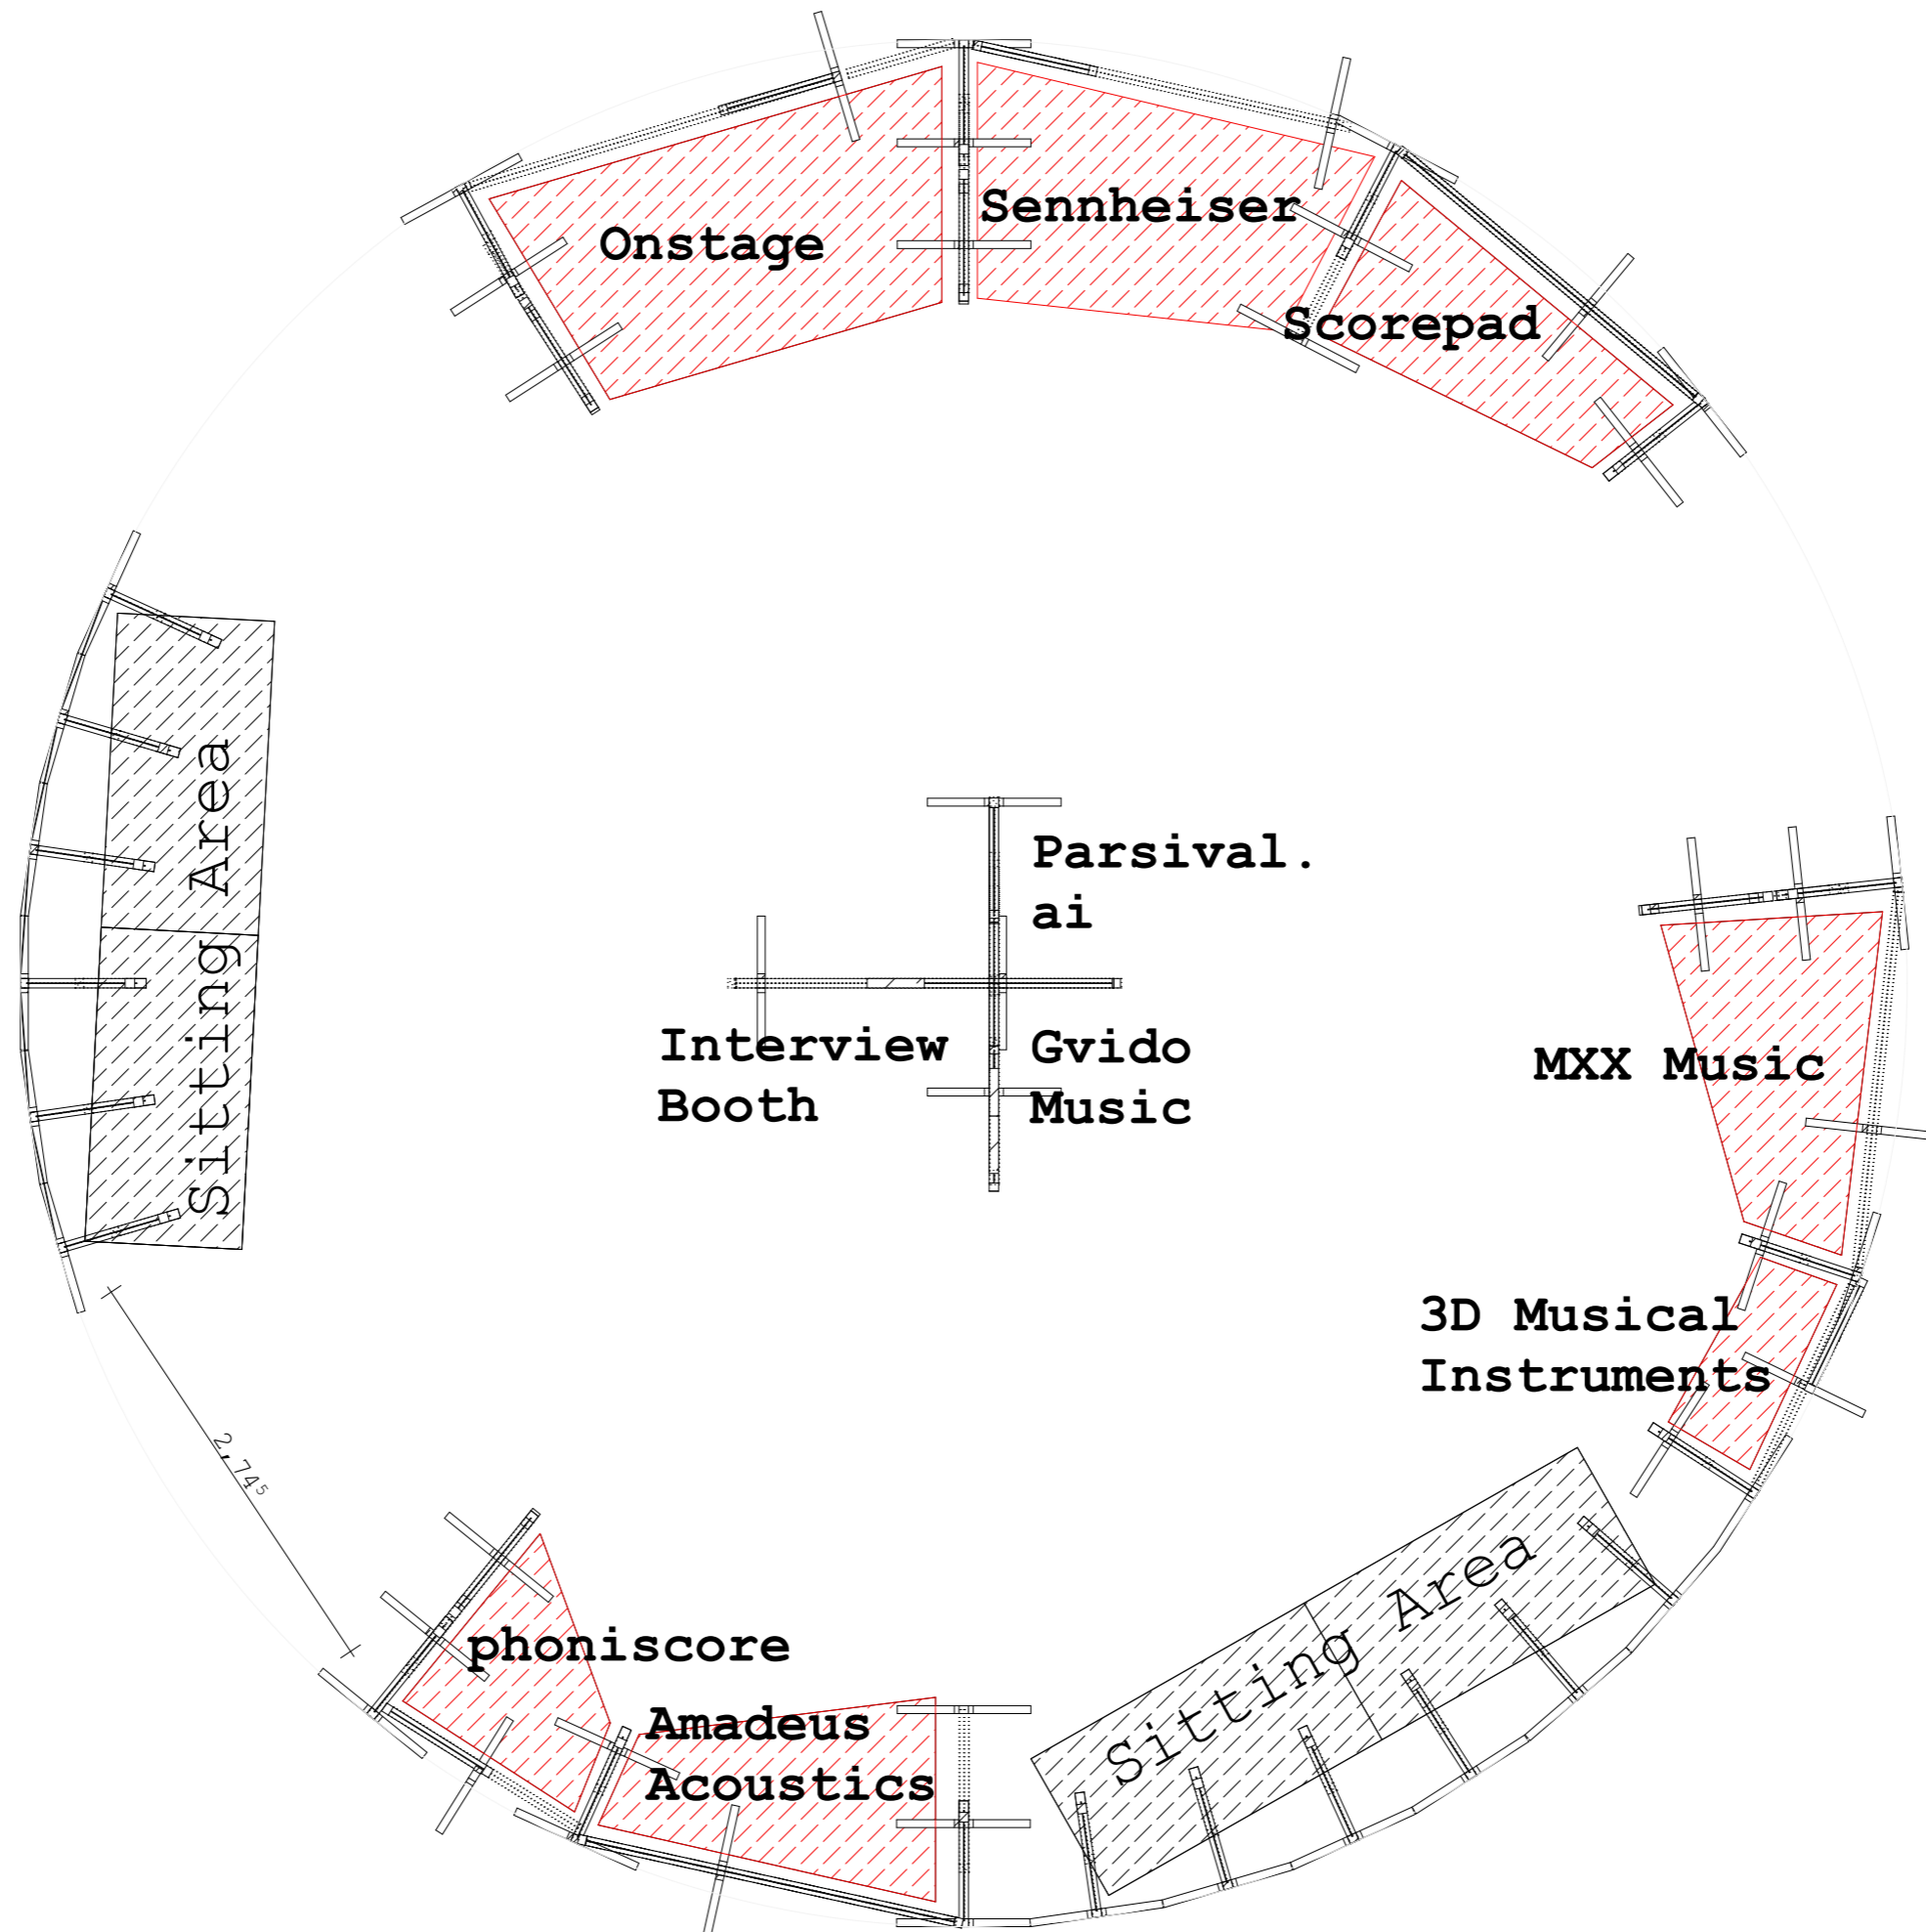 Sennheiser
Onstage
Scorepad
Sitting Area
Parsival.
ai
Interview
Booth
Gvido
Music
MXX Music
3D Musical
Instruments
2,74⁵
phoniscore
Amadeus
Acoustics
Sitting Area